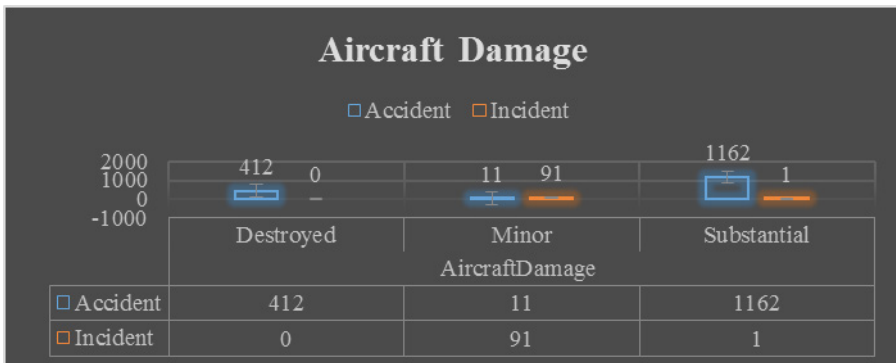 Aircraft Damage
Accident Incident
2000
1000
0
-1000
412 0 11 91 1162 1
Destroyed Minor Substantial
AircraftDamage
Accident 412 11 1162
Incident 0 91 1